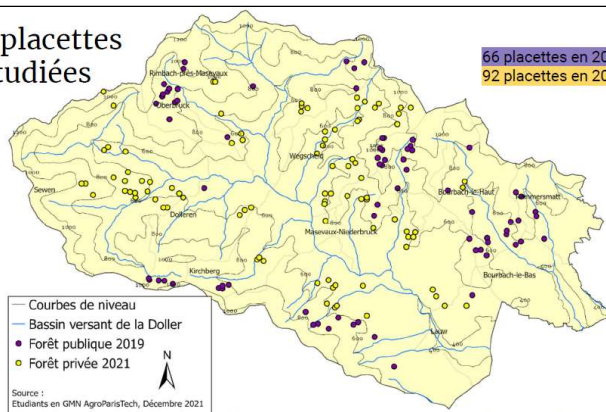 placettes
tudiées
66 placettes en 20
92 placettes en 20
Rimbach-près-Masevaux
Oberbruck
Wegscheid
Sewen
Dolleren
Masevaux-Niederbruck
Kirchberg
Bourbach-le-Haut
Bourbach-le-Bas
Lauw
Courbes de niveau
Bassin versant de la Doller
Forêt publique 2019
Forêt privée 2021
N
Source :
Etudiants en GMN AgroParisTech, Décembre 2021